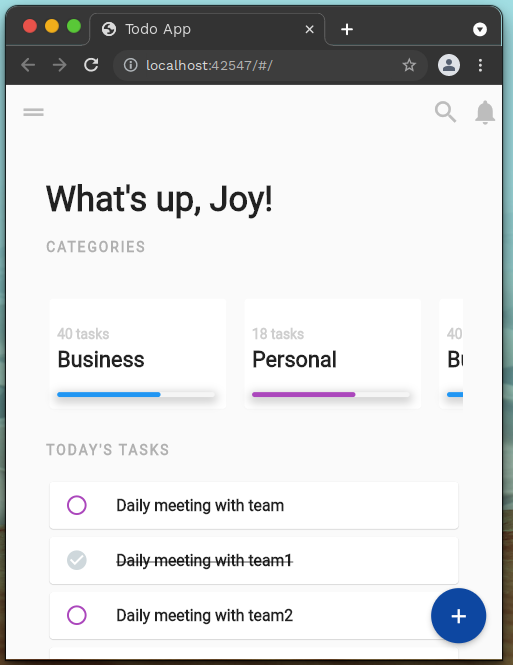 Todo App
localhost:42547/#/
What's up, Joy!
CATEGORIES
40 tasks
Business
18 tasks
Personal
40
Bu
TODAY'S TASKS
Daily meeting with team
Daily meeting with team1
Daily meeting with team2